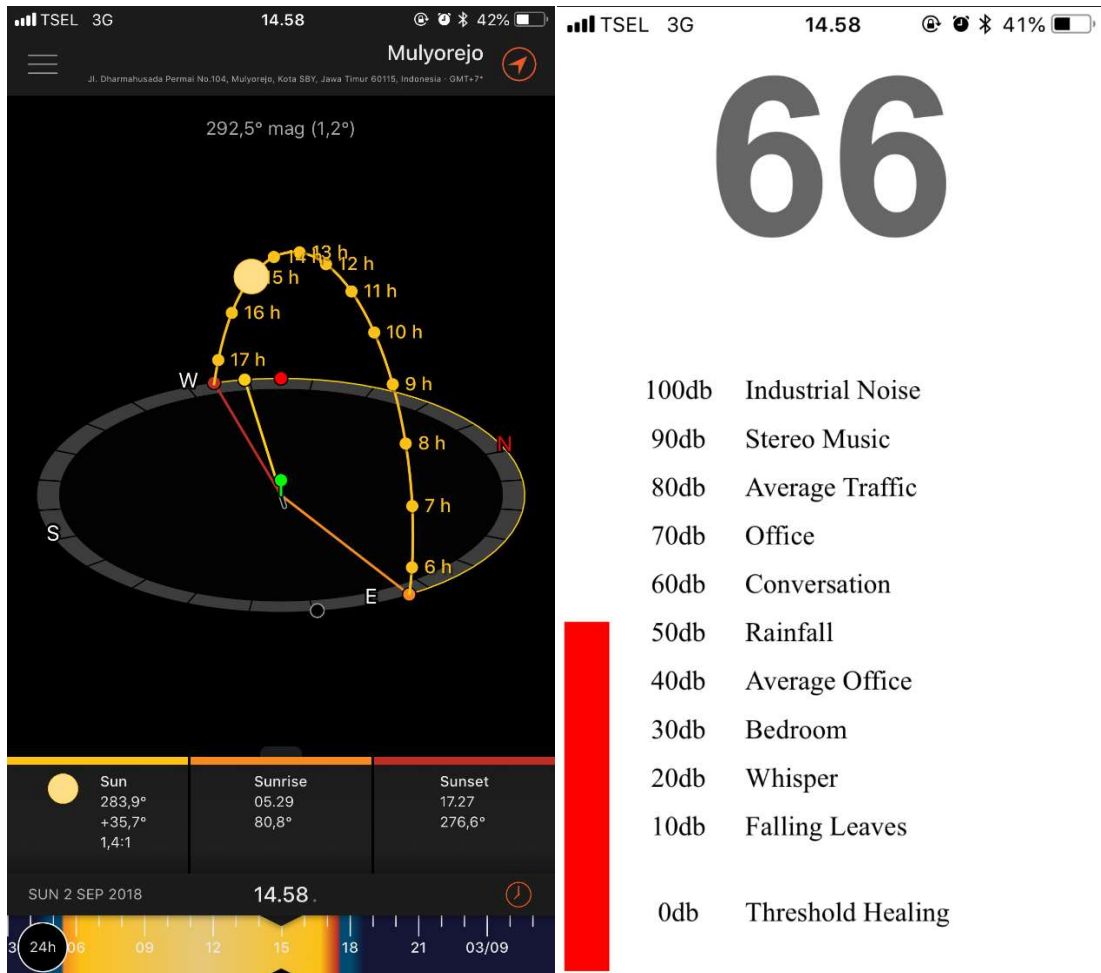 TSEL 3G 14.58 42%
Mulyorejo
Jl. Dharmahusada Permai No.104, Mulyorejo, Kota SBY, Jawa Timur 60115, Indonesia · GMT+7*
292,5° mag (1,2°)
13 h
14 h
12 h
15 h
11 h
16 h
10 h
17 h
W
9 h
8 h
N
7 h
S
6 h
E
Sun
283,9°
+35,7°
1,4:1
Sunrise
05.29
80,8°
Sunset
17.27
276,6°
SUN 2 SEP 2018 14.58
3 24h 06 09 12 15 18 21 03/09
TSEL 3G 14.58 41%
66
100db Industrial Noise
90db Stereo Music
80db Average Traffic
70db Office
60db Conversation
50db Rainfall
40db Average Office
30db Bedroom
20db Whisper
10db Falling Leaves
0db Threshold Healing